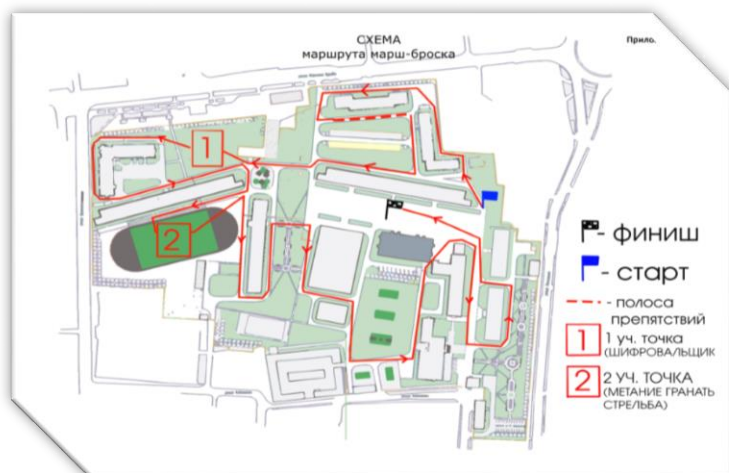 СХЕМА
маршрута марш-броска
Прило.
1
2
- финиш
- старт
- полоса
препятствий
1
1 уч. точка
(ШИФРОВАЛЬЩИК
2
2 УЧ. ТОЧКА
(МЕТАНИЕ ГРАНАТЬ
СТРЕЛЬБА)